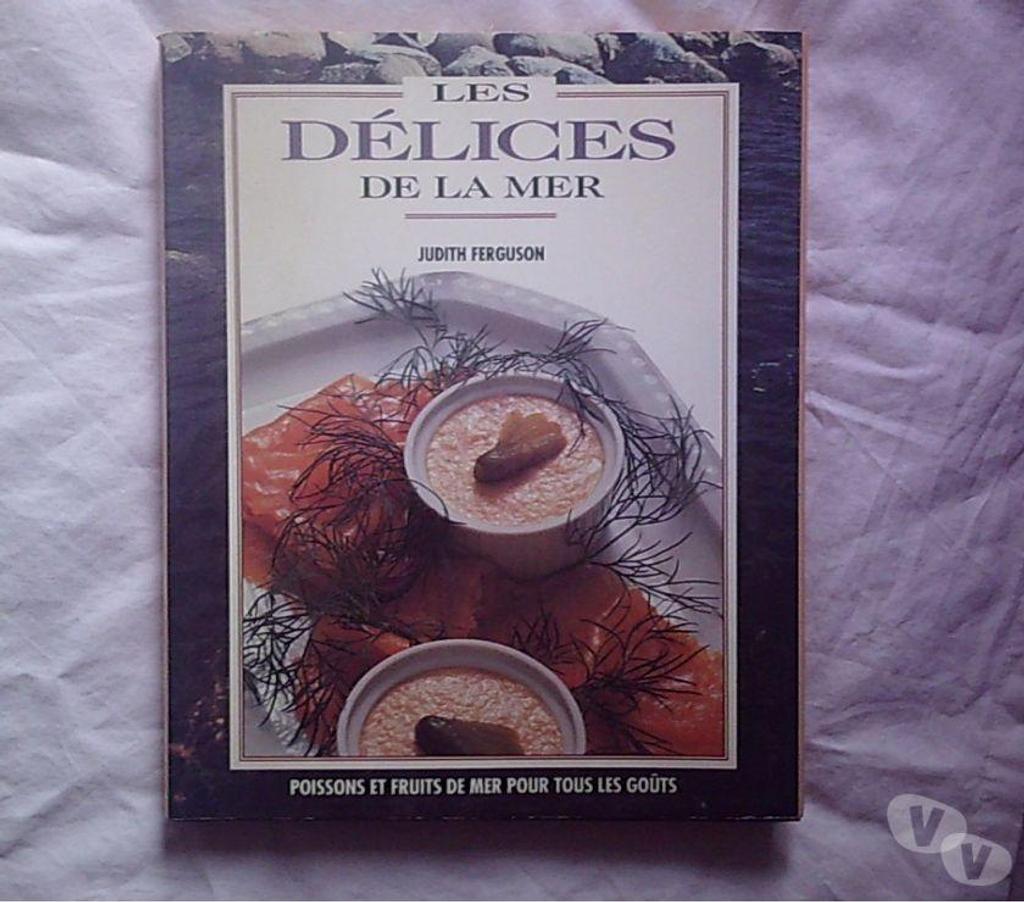 LES
DÉLICES
DE LA MER
JUDITH FERGUSON
POISSONS ET FRUITS DE MER POUR TOUS LES GOÛTS
V
V